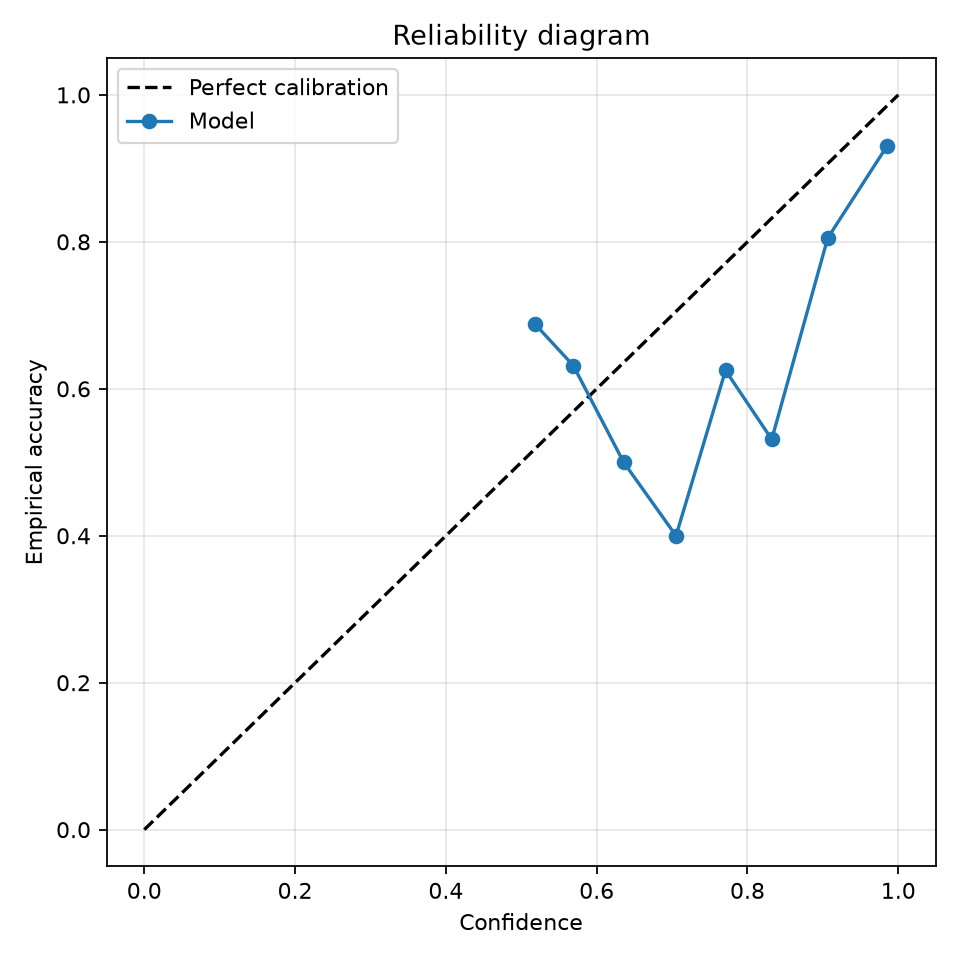 Reliability diagram
Perfect calibration
Model
1.0
0.8
0.6
0.4
0.2
0.0
Empirical accuracy
0.0 0.2 0.4 0.6 0.8 1.0
Confidence